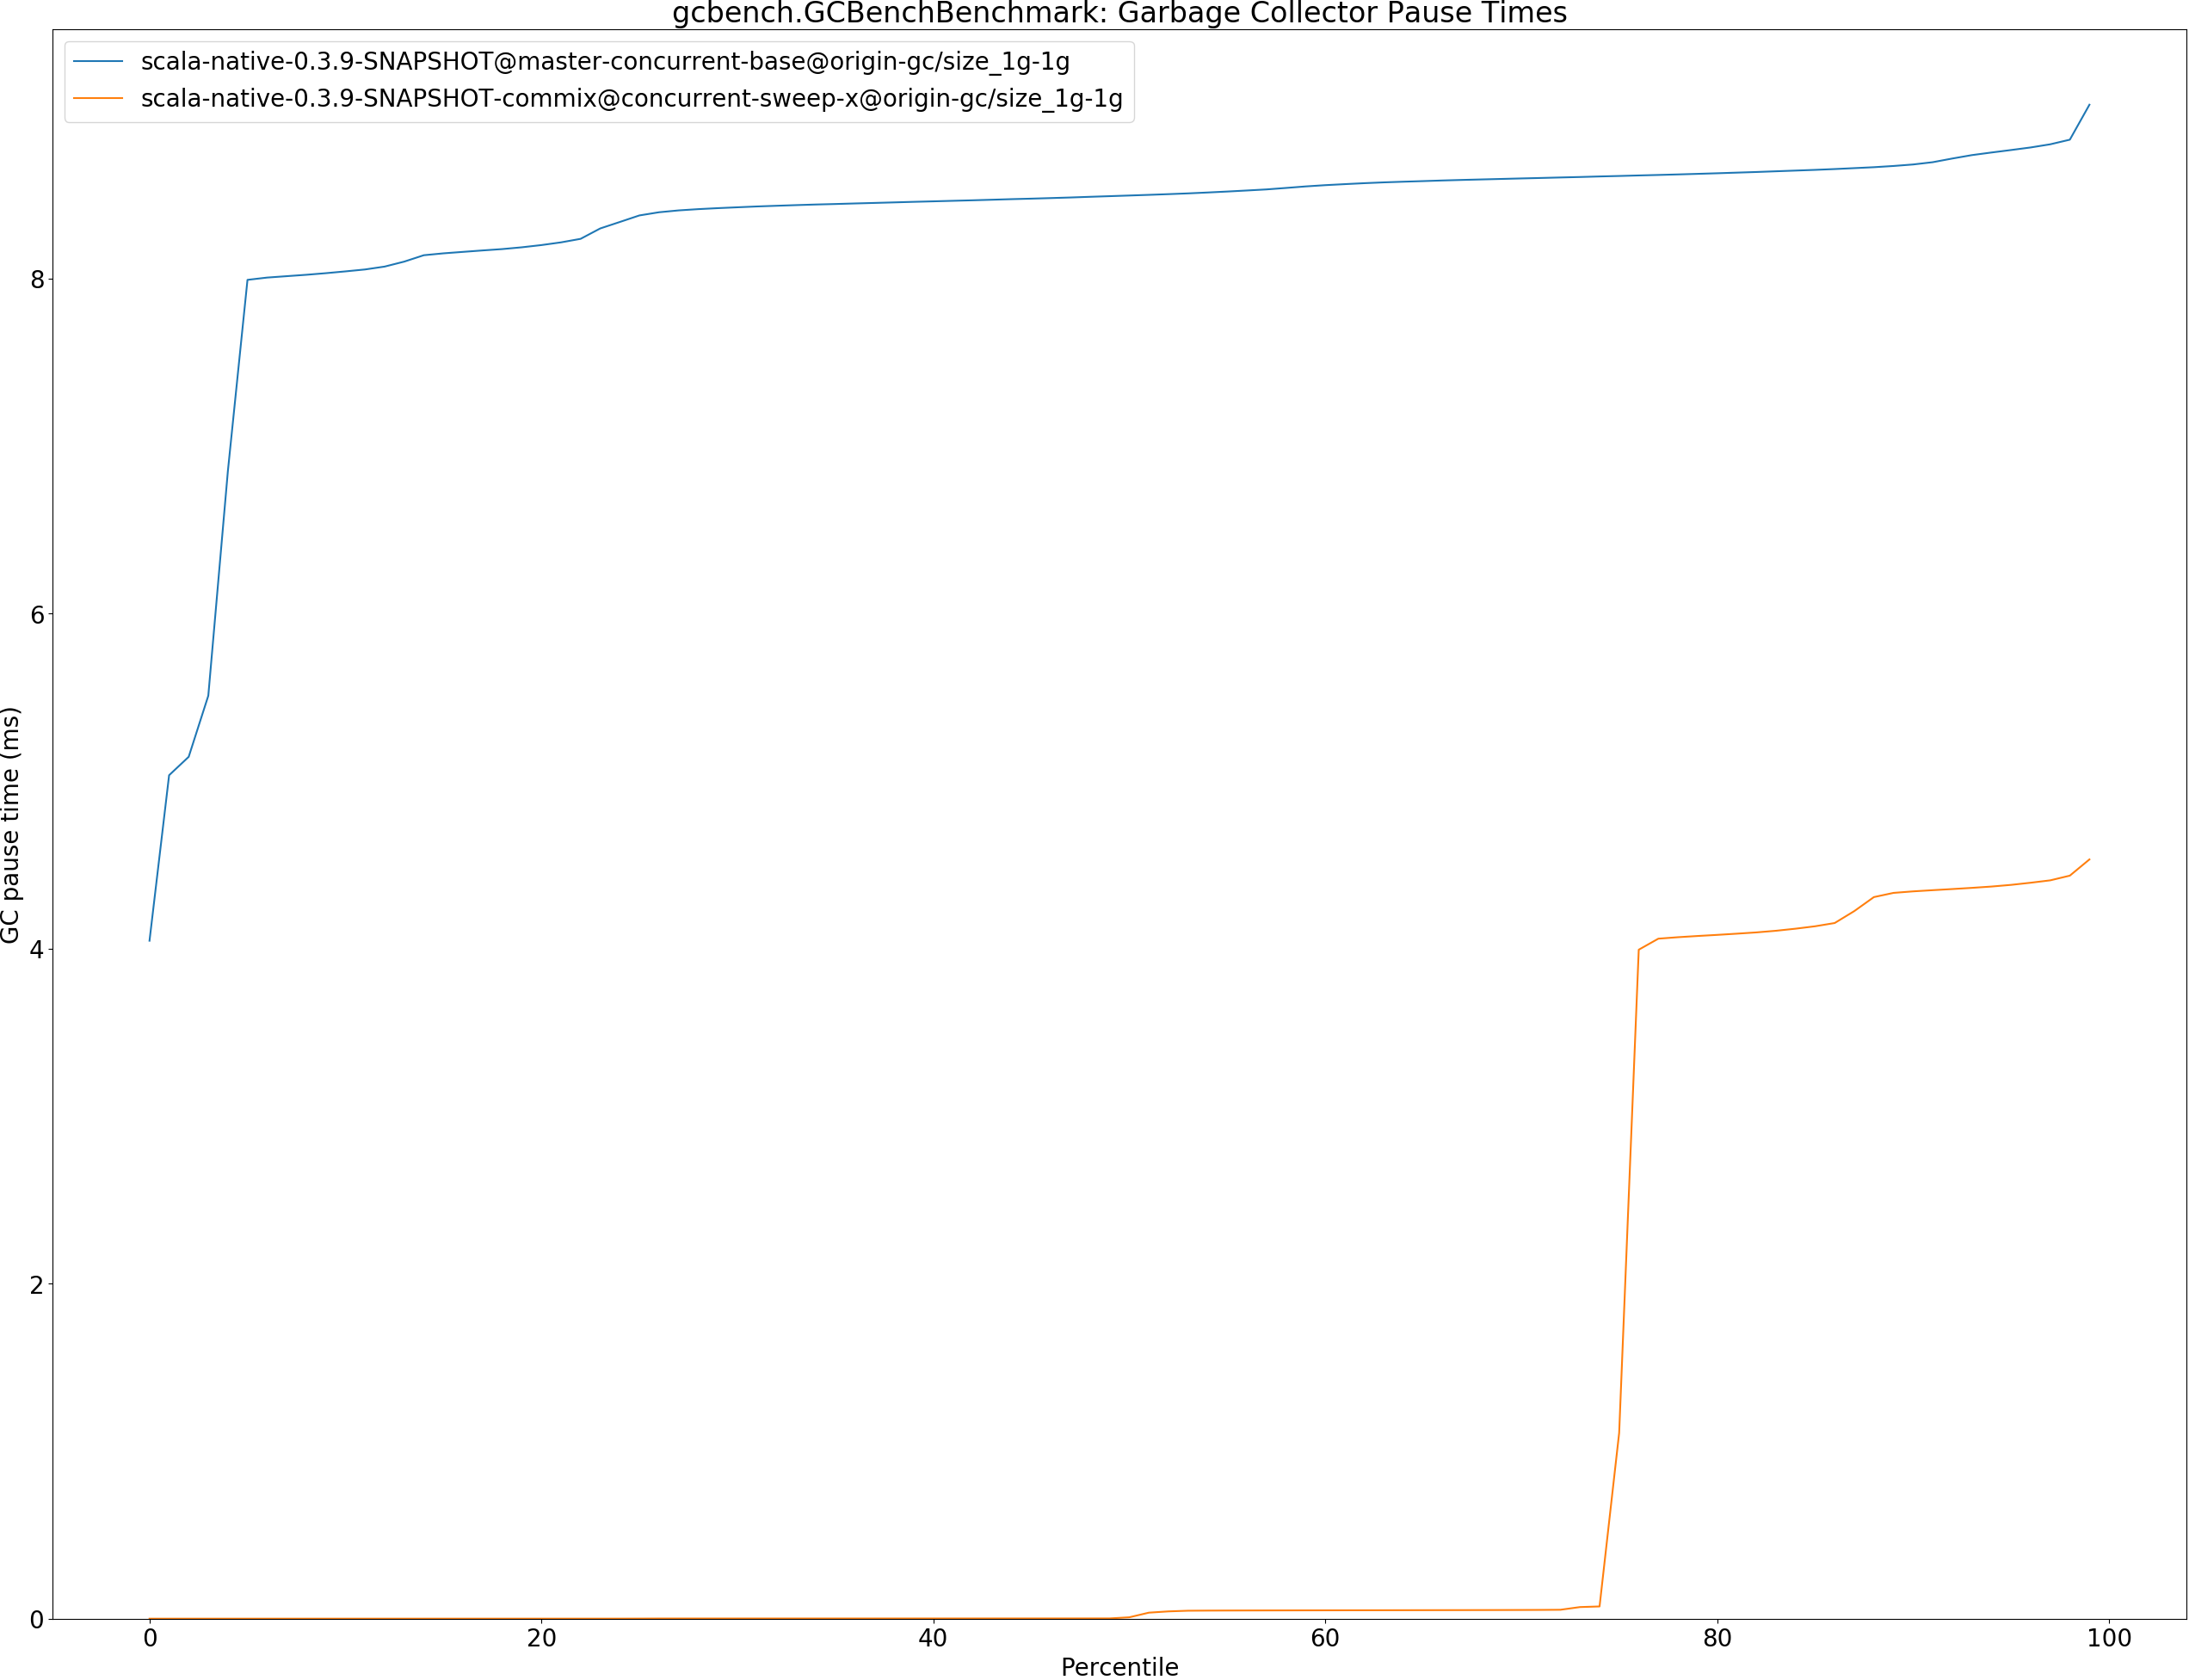 gcbench.GCBenchBenchmark: Garbage Collector Pause Times
scala-native-0.3.9-SNAPSHOT@master-concurrent-base@origin-gc/size_1g-1g
scala-native-0.3.9-SNAPSHOT-commix@concurrent-sweep-x@origin-gc/size_1g-1g
GC pause time (ms)
8
6
4
2
0
0 20 40 60 80 100
Percentile